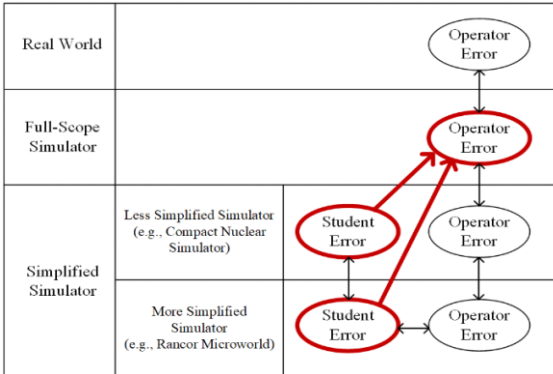 Real World
Operator
Error
Full-Scope
Simulator
Operator
Error
Simplified
Simulator
Less Simplified Simulator
(e.g., Compact Nuclear
Simulator)
Student
Error
Operator
Error
More Simplified
Simulator
(e.g., Rancor Microworld)
Student
Error
Operator
Error